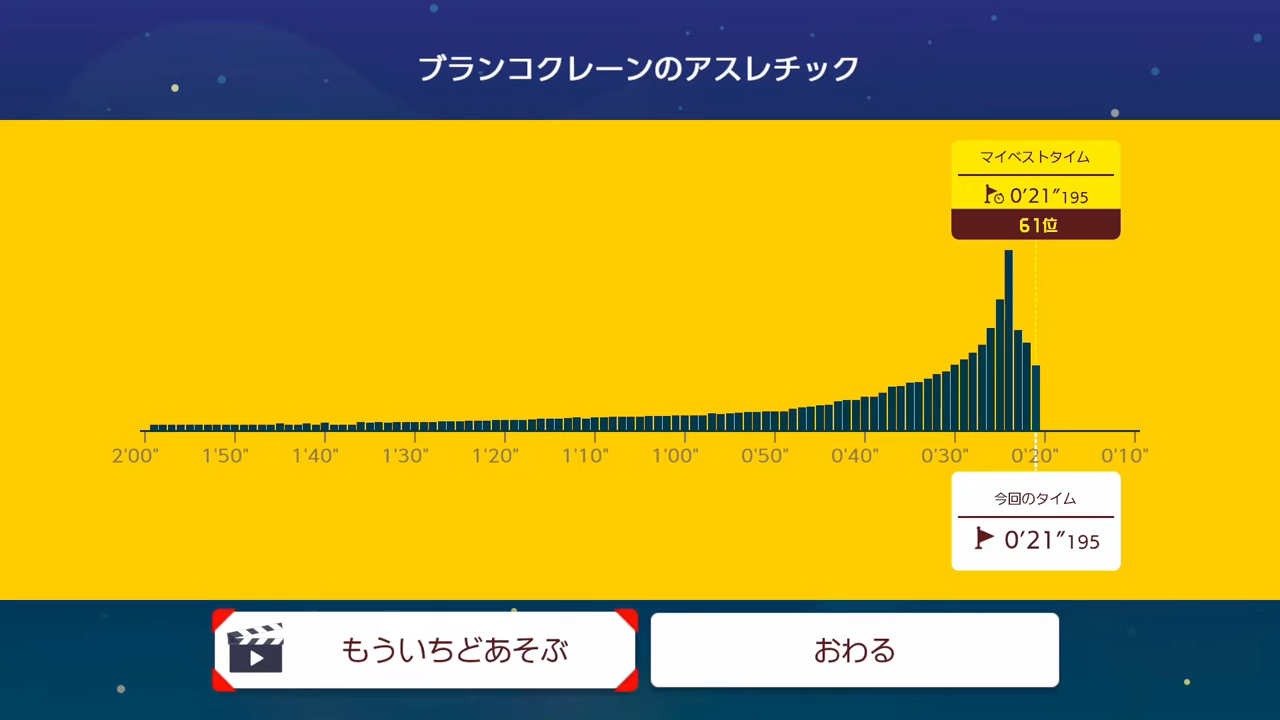 ブランコクレーンのアスレチック
マイベストタイム
0'21"195
61位
2'00" 1'50" 1'40" 1'30" 1'20" 1'10" 1'00" 0'50" 0'40" 0'30" 0'20" 0'10"
今回のタイム
0'21"195
もういちどあそぶ
おわる